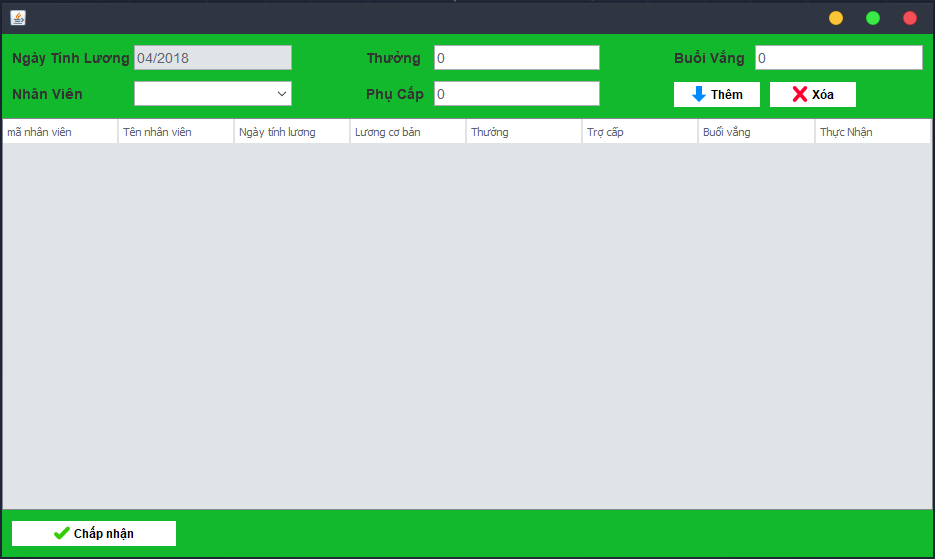 Ngày Tính Lương 04/2018 Thưởng 0 Buổi Vắng 0
Nhân Viên Phụ Cấp 0 Thêm Xóa
mã nhân viên Tên nhân viên Ngày tính lương Lương cơ bản Thưởng Trợ cấp Buổi vắng Thực Nhận
Chấp nhận